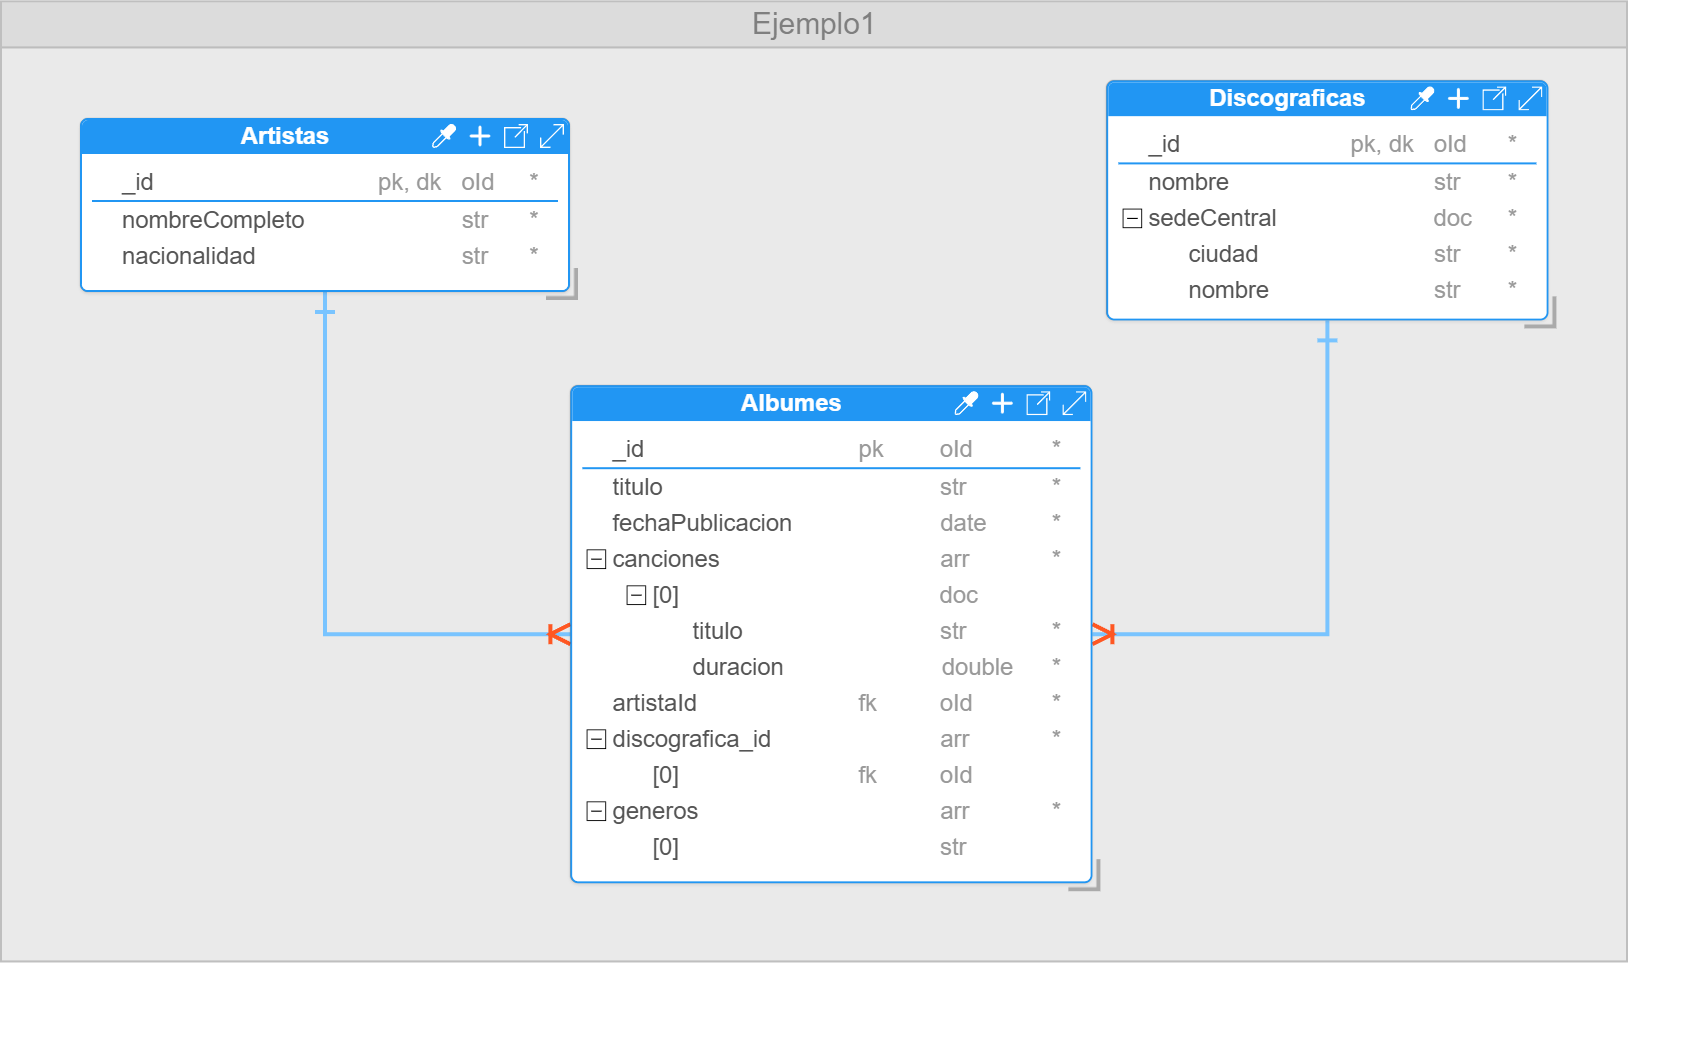 Ejemplo1
Artistas
_id pk, dk oId *
nombreCompleto str *
nacionalidad str *
Discograficas
_id pk, dk oId *
nombre str *
sedeCentral doc *
ciudad str *
nombre str *
Albumes
_id pk oId *
titulo str *
fechaPublicacion date *
canciones arr *
[0] doc
titulo str *
duracion double *
artistaId fk oId *
discografica_id arr *
[0] fk oId
generos arr *
[0] str